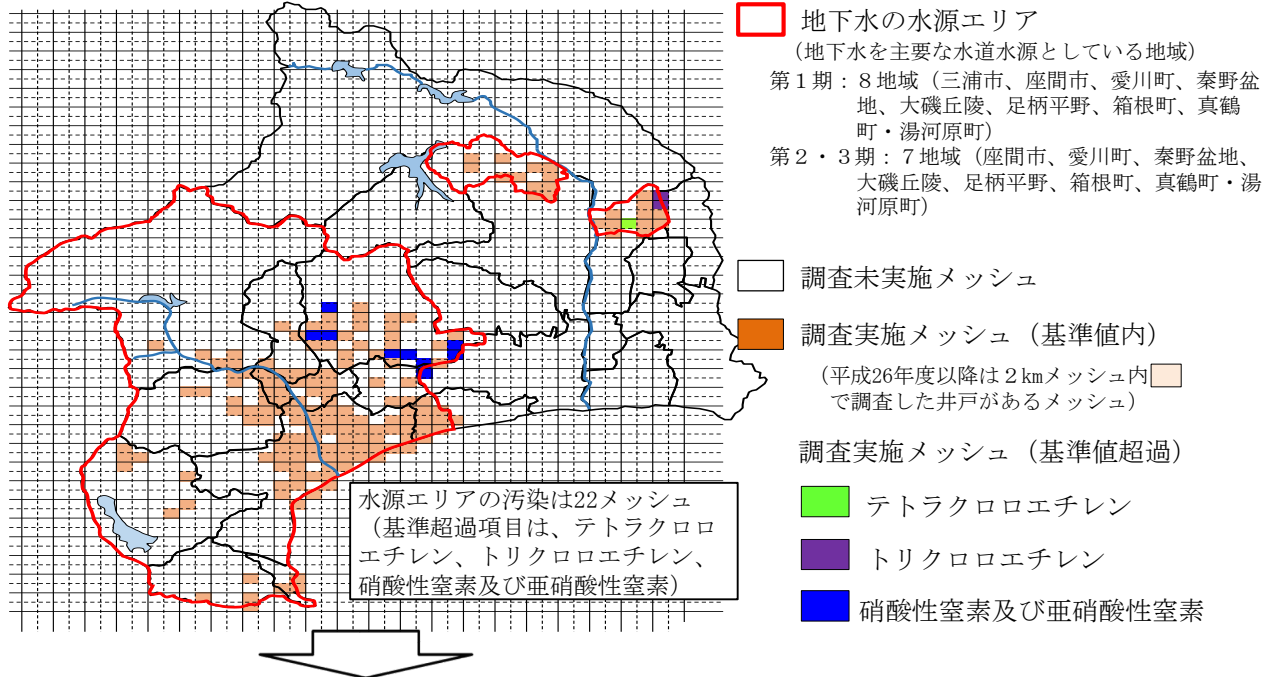 地下水の水源エリア
（地下水を主要な水道水源としている地域）
第１期：８地域（三浦市、座間市、愛川町、秦野盆
地、大磯丘陵、足柄平野、箱根町、真鶴
町・湯河原町）
第２・３期：７地域（座間市、愛川町、秦野盆地、
大磯丘陵、足柄平野、箱根町、真鶴町・湯
河原町）
調査未実施メッシュ
調査実施メッシュ（基準値内）
（平成26年度以降は２kmメッシュ内
で調査した井戸があるメッシュ）
調査実施メッシュ（基準値超過）
テトラクロロエチレン
トリクロロエチレン
硝酸性窒素及び亜硝酸性窒素
水源エリアの汚染は22メッシュ
（基準超過項目は、テトラクロロ
エチレン、トリクロロエチレン、
硝酸性窒素及び亜硝酸性窒素）